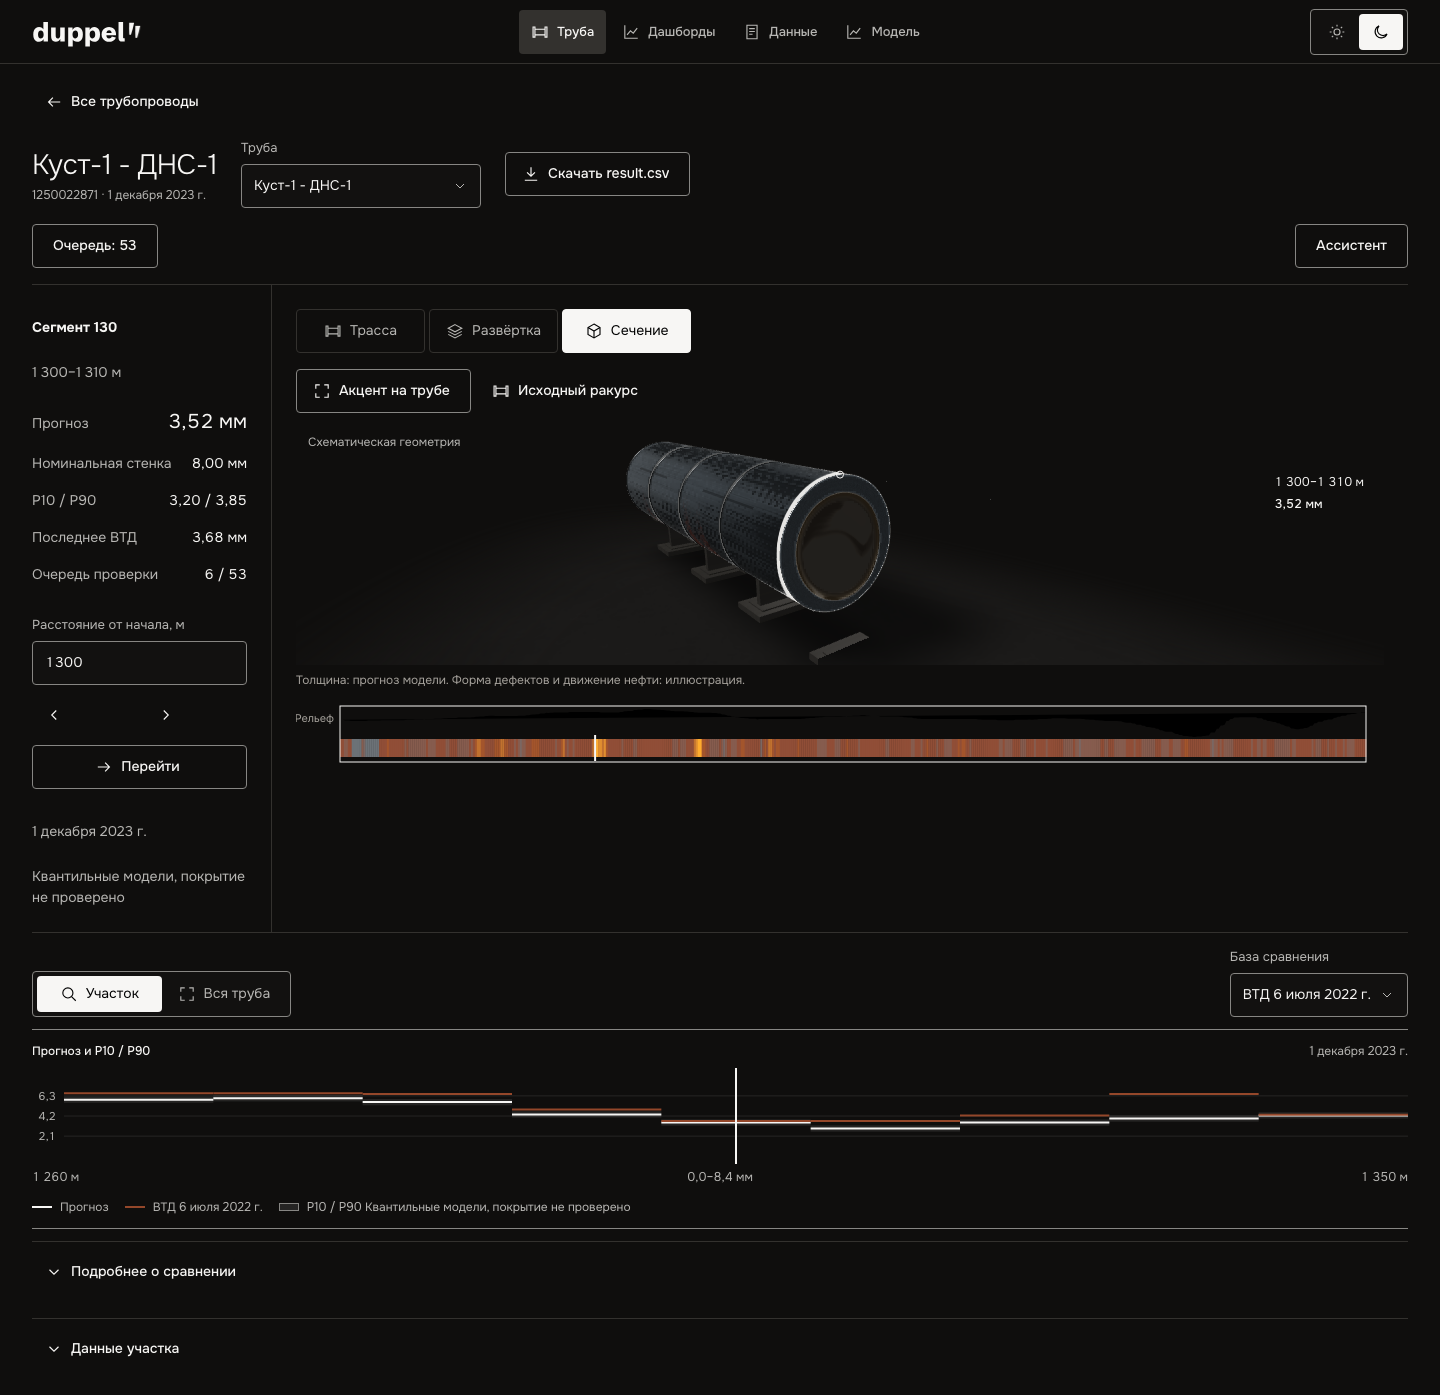 duppel
Труба
Дашборды
Данные
Модель
Все трубопроводы
Куст-1 - ДНС-1
1250022871 · 1 декабря 2023 г.
Труба
Куст-1 - ДНС-1
Скачать result.csv
Очередь: 53
Ассистент
Сегмент 130
1 300–1 310 м
Прогноз 3,52 мм
Номинальная стенка 8,00 мм
P10 / P90 3,20 / 3,85
Последнее ВТД 3,68 мм
Очередь проверки 6 / 53
Расстояние от начала, м
1 300
Перейти
1 декабря 2023 г.
Квантильные модели, покрытие
не проверено
Трасса
Развёртка
Сечение
Акцент на трубе
Исходный ракурс
Схематическая геометрия
1 300–1 310 м
3,52 мм
Толщина: прогноз модели. Форма дефектов и движение нефти: иллюстрация.
Рельеф
Участок
Вся труба
База сравнения
ВТД 6 июля 2022 г.
Прогноз и P10 / P90
1 декабря 2023 г.
6,3
4,2
2,1
1 260 м
0,0–8,4 мм
1 350 м
Прогноз
ВТД 6 июля 2022 г.
P10 / P90 Квантильные модели, покрытие не проверено
Подробнее о сравнении
Данные участка